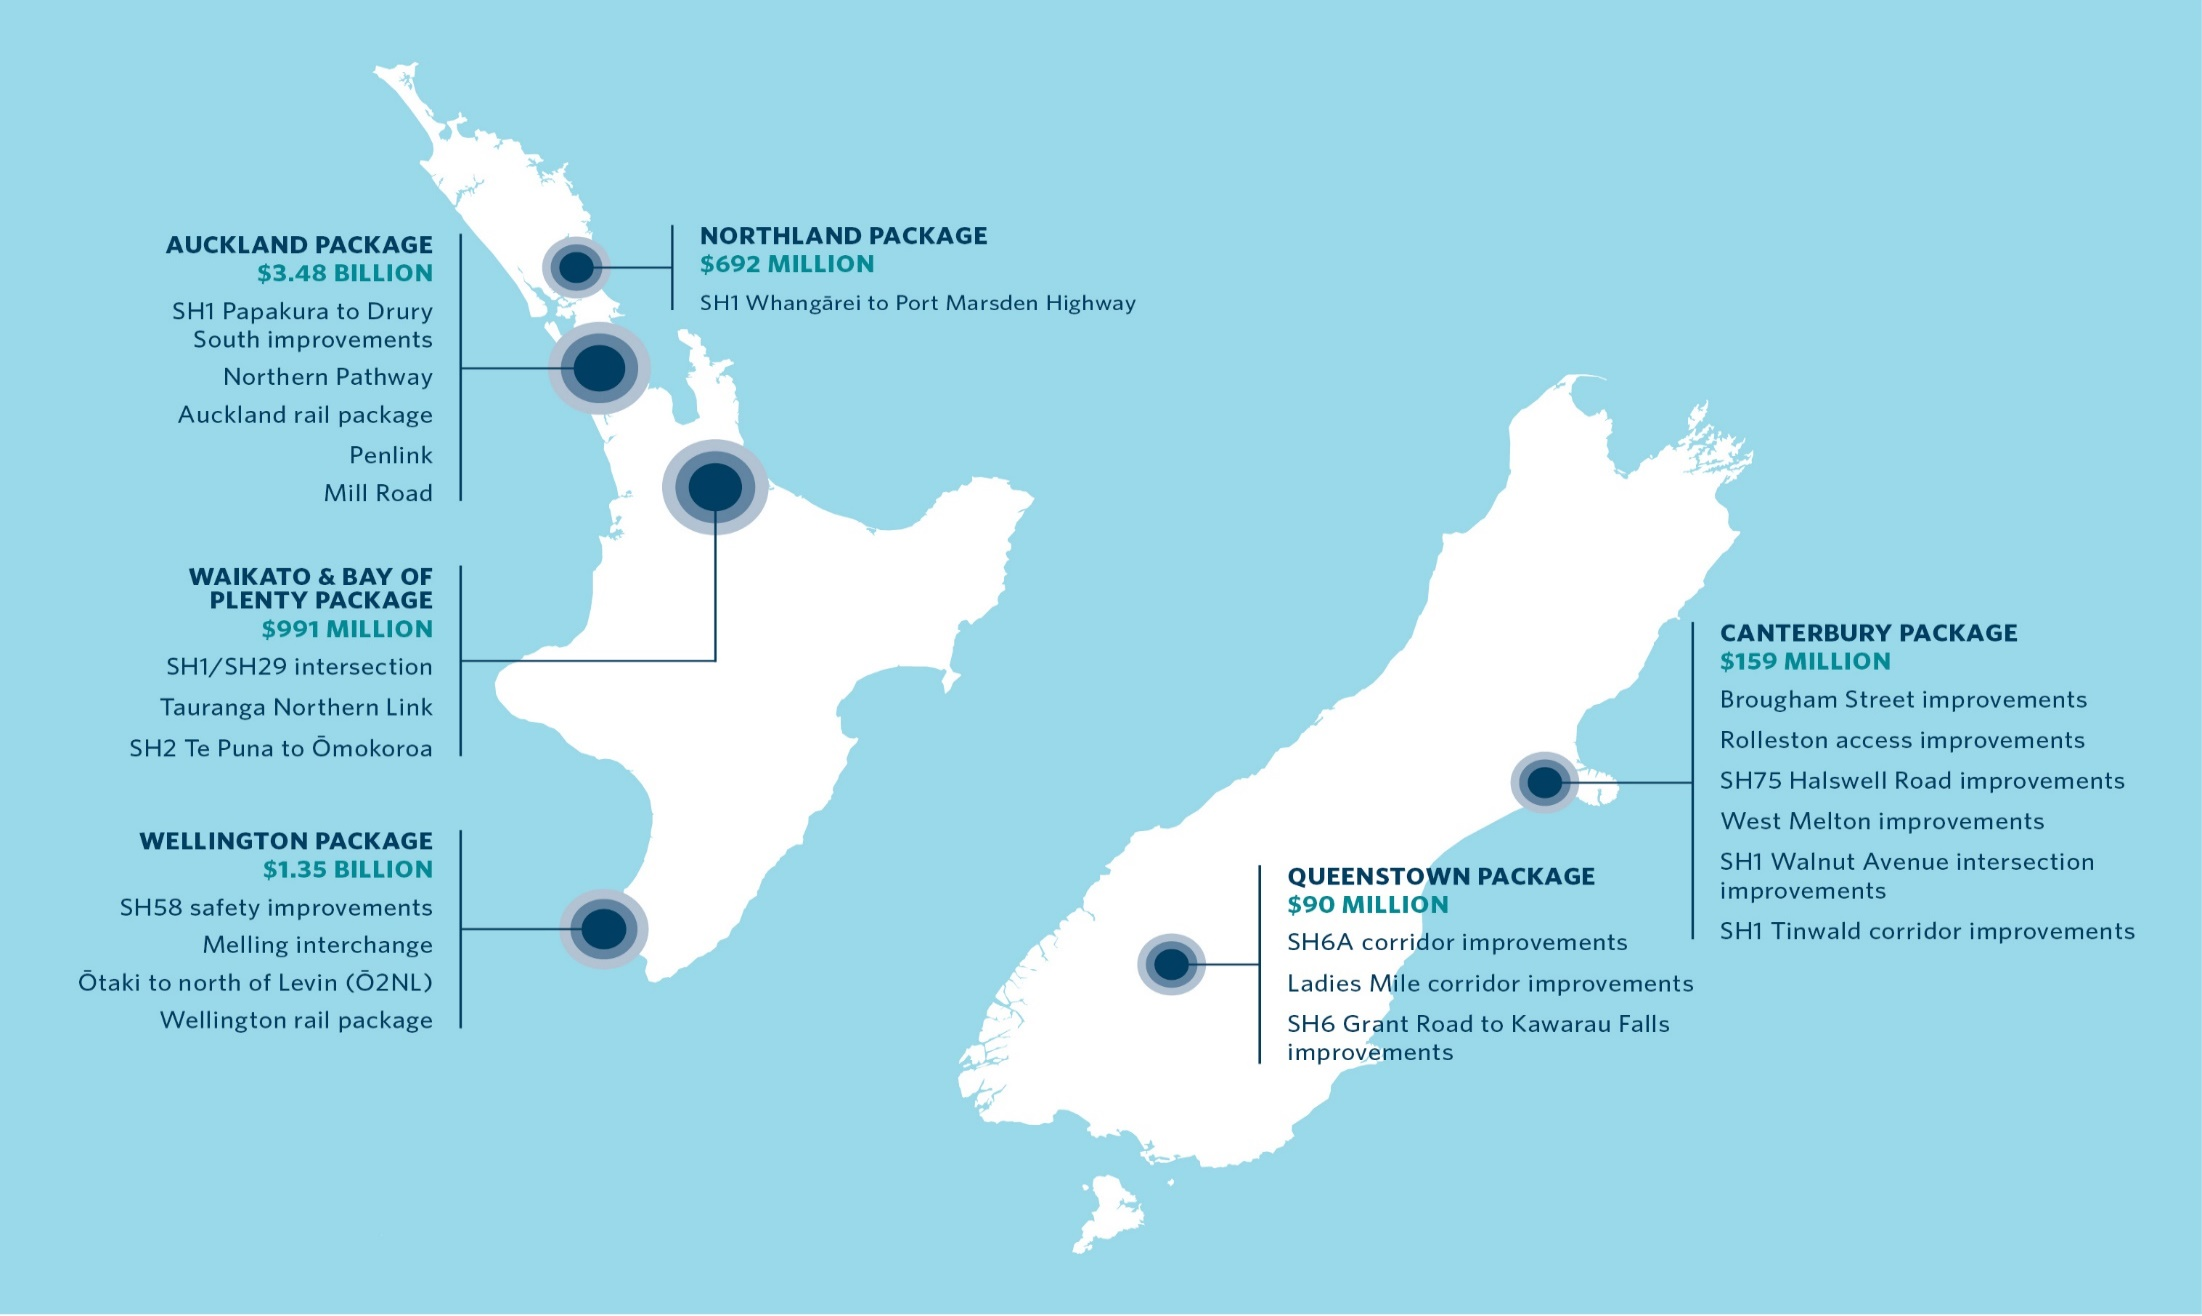 AUCKLAND PACKAGE
$3.48 BILLION
SH1 Papakura to Drury
South improvements
Northern Pathway
Auckland rail package
Penlink
Mill Road
NORTHLAND PACKAGE
$692 MILLION
SH1 Whangārei to Port Marsden Highway
WAIKATO & BAY OF
PLENTY PACKAGE
$991 MILLION
SH1/SH29 intersection
Tauranga Northern Link
SH2 Te Puna to Ōmokoroa
WELLINGTON PACKAGE
$1.35 BILLION
SH58 safety improvements
Melling interchange
Ōtaki to north of Levin (Ō2NL)
Wellington rail package
CANTERBURY PACKAGE
$159 MILLION
Brougham Street improvements
Rolleston access improvements
SH75 Halswell Road improvements
West Melton improvements
SH1 Walnut Avenue intersection
improvements
SH1 Tinwald corridor improvements
QUEENSTOWN PACKAGE
$90 MILLION
SH6A corridor improvements
Ladies Mile corridor improvements
SH6 Grant Road to Kawarau Falls
improvements